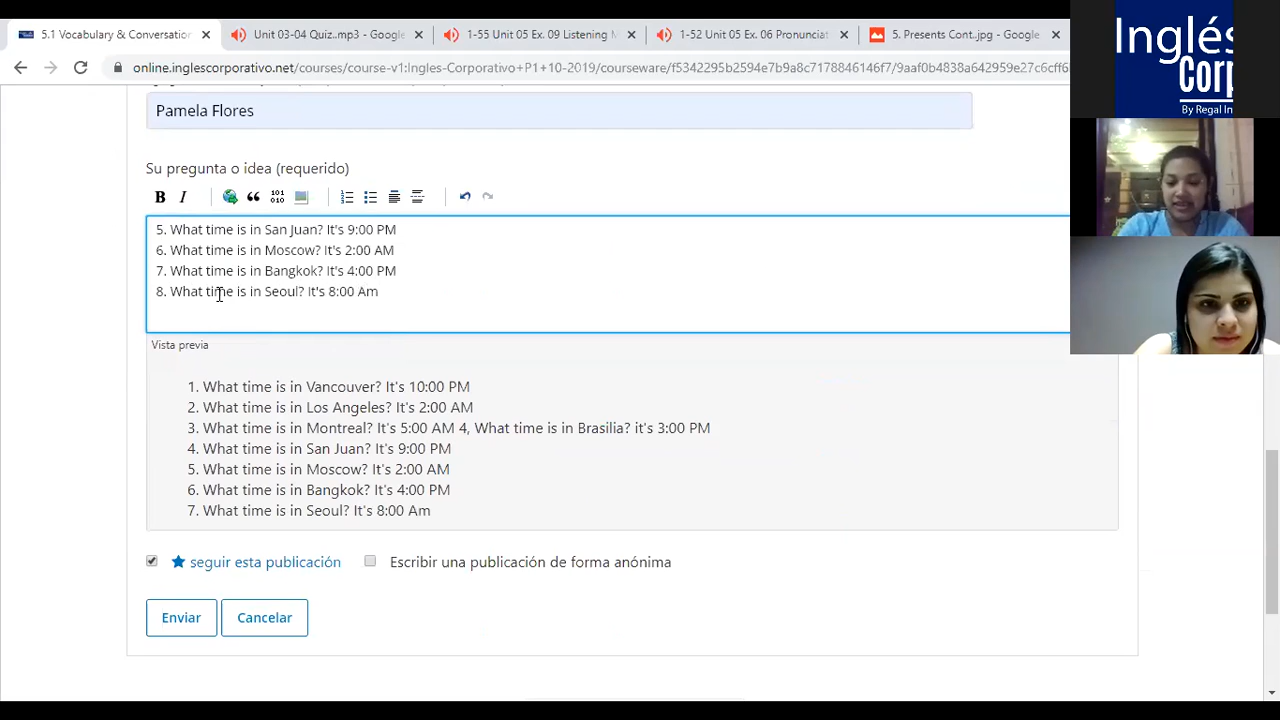 5.1 Vocabulary & Conversation
Unit 03-04 Quiz..mp3 - Google
1-55 Unit 05 Ex. 09 Listening
1-52 Unit 05 Ex. 06 Pronunciat
5. Presents Cont..jpg - Google
online.inglescorporativo.net/courses/course-v1:Ingles-Corporativo+P1+10-2019/courseware/f5342295b2594e7b9a8c7178846146f7/9aaf0b4838a642959e27c6cff6
Inglés
Corp
By Regal In
Pamela Flores
Su pregunta o idea (requerido)
B I
101
010
5. What time is in San Juan? It's 9:00 PM
6. What time is in Moscow? It's 2:00 AM
7. What time is in Bangkok? It's 4:00 PM
8. What time is in Seoul? It's 8:00 Am
Vista previa
1. What time is in Vancouver? It's 10:00 PM
2. What time is in Los Angeles? It's 2:00 AM
3. What time is in Montreal? It's 5:00 AM 4, What time is in Brasilia? it's 3:00 PM
4. What time is in San Juan? It's 9:00 PM
5. What time is in Moscow? It's 2:00 AM
6. What time is in Bangkok? It's 4:00 PM
7. What time is in Seoul? It's 8:00 Am
seguir esta publicación
Escribir una publicación de forma anónima
Enviar
Cancelar